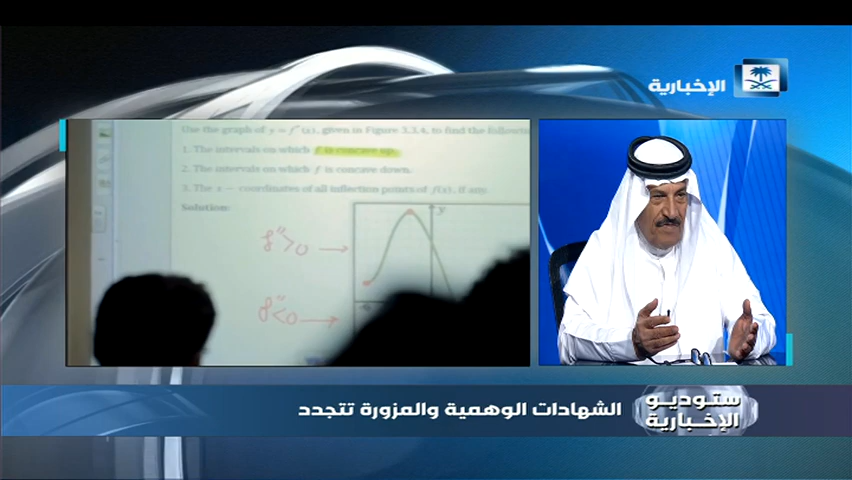 الإخبارية
Use the graph of y = f''(x), given in Figure 3.3.4, to find the following
1. The intervals on which f is concave up.
2. The intervals on which f is concave down.
3. The x – coordinates of all inflection points of f(x), if any.
Solution:
y
f''>0
f''<0
ستوديو
الإخبارية
الشهادات الوهمية والمزورة تتجدد